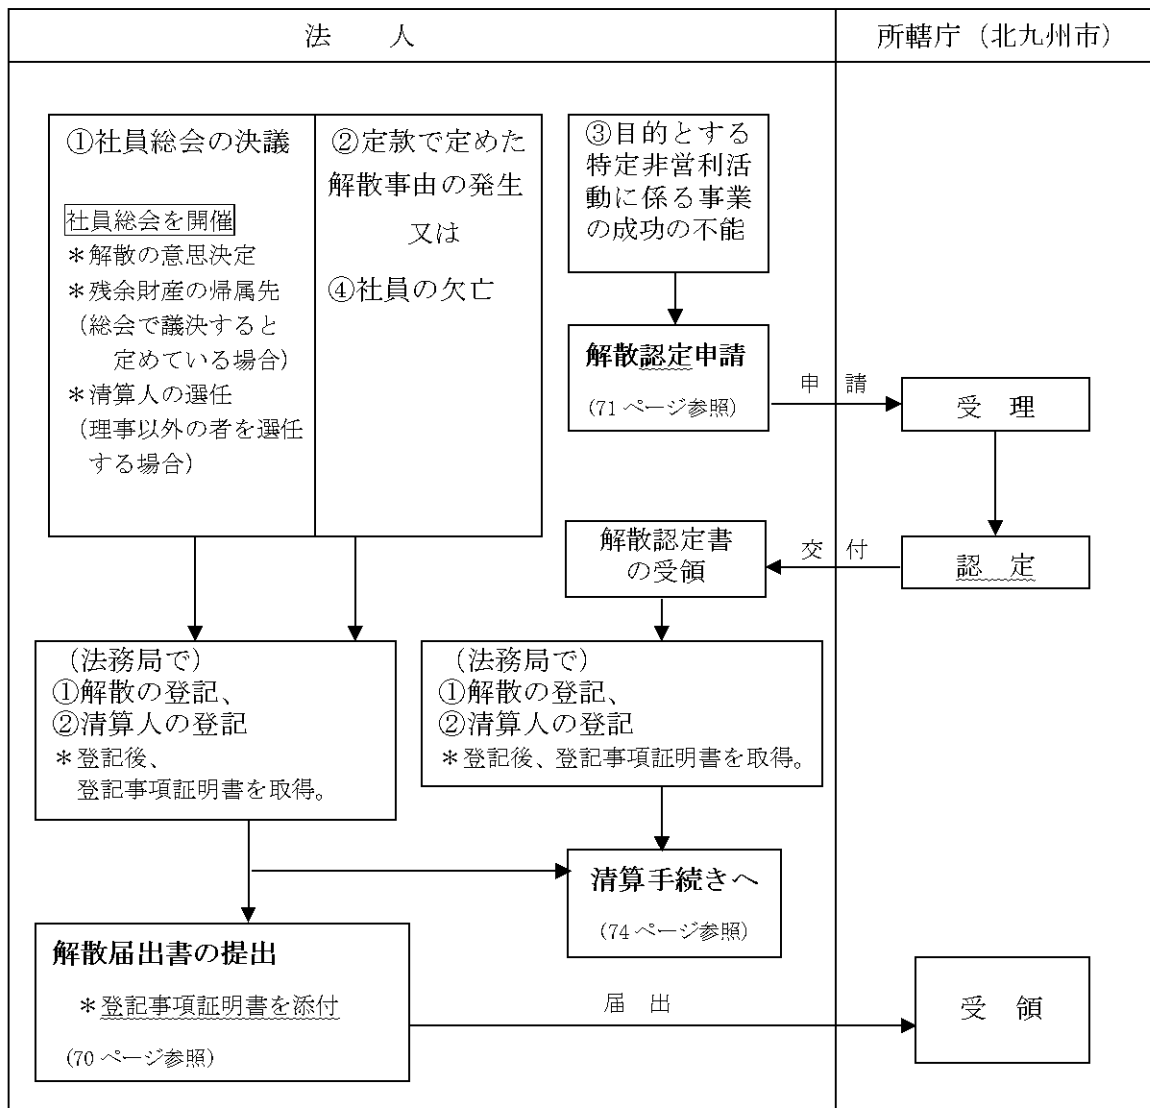 法　人
所轄庁（北九州市）
①社員総会の決議
社員総会を開催
＊解散の意思決定
＊残余財産の帰属先
（総会で議決すると
定めている場合）
＊清算人の選任
（理事以外の者を選任
する場合）
②定款で定めた
解散事由の発生
又は
④社員の欠亡
③目的とする
特定非営利活
動に係る事業
の成功の不能
解散認定申請
（71 ページ参照）
申　請
受　理
解散認定書
の受領
交　付
認　定
（法務局で）
①解散の登記、
②清算人の登記
＊登記後、
登記事項証明書を取得。
（法務局で）
①解散の登記、
②清算人の登記
＊登記後、登記事項証明書を取得。
清算手続きへ
（74 ページ参照）
解散届出書の提出
＊登記事項証明書を添付
（70 ページ参照）
届　出
受　領